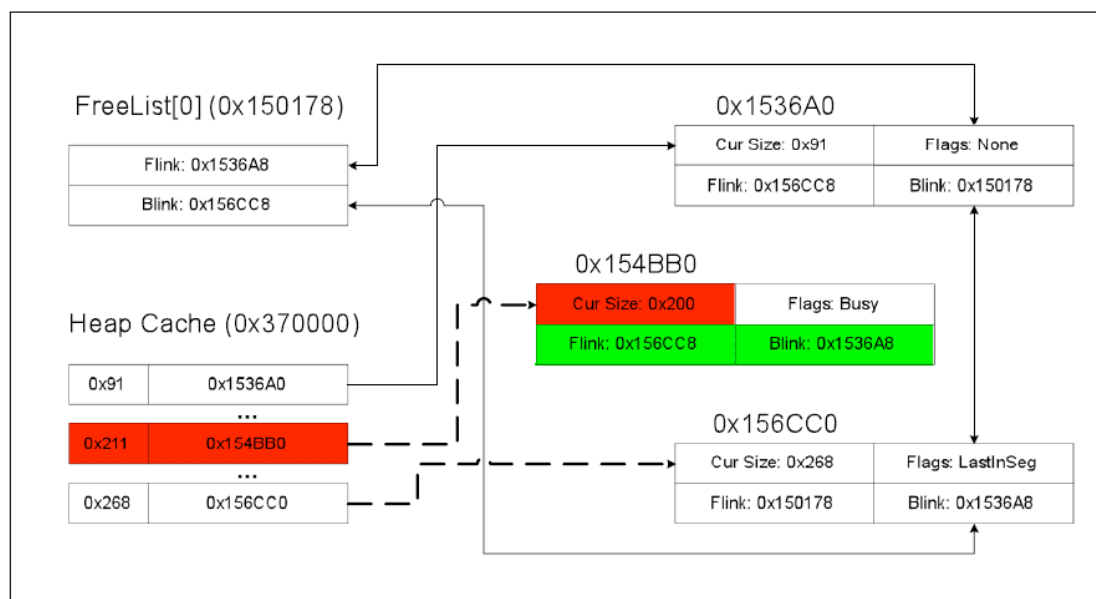 FreeList[0] (0x150178)
Flink: 0x1536A8
Blink: 0x156CC8
Heap Cache (0x370000)
0x91 0x1536A0
...
0x211 0x154BB0
...
0x268 0x156CC0
0x1536A0
Cur Size: 0x91 Flags: None
Flink: 0x156CC8 Blink: 0x150178
0x154BB0
Cur Size: 0x200 Flags: Busy
Flink: 0x156CC8 Blink: 0x1536A8
0x156CC0
Cur Size: 0x268 Flags: LastInSeg
Flink: 0x150178 Blink: 0x1536A8